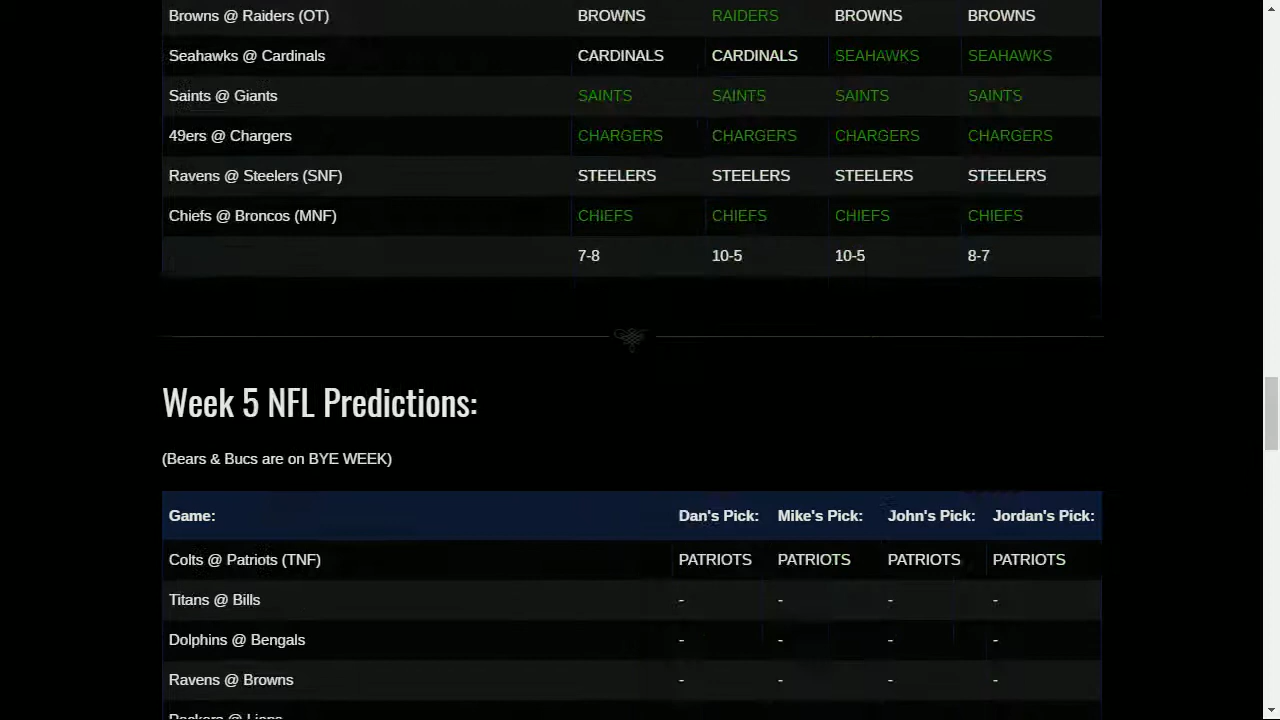 Browns @ Raiders (OT) BROWNS RAIDERS BROWNS BROWNS
Seahawks @ Cardinals CARDINALS CARDINALS SEAHAWKS SEAHAWKS
Saints @ Giants SAINTS SAINTS SAINTS SAINTS
49ers @ Chargers CHARGERS CHARGERS CHARGERS CHARGERS
Ravens @ Steelers (SNF) STEELERS STEELERS STEELERS STEELERS
Chiefs @ Broncos (MNF) CHIEFS CHIEFS CHIEFS CHIEFS
7-8 10-5 10-5 8-7
Week 5 NFL Predictions:
(Bears & Bucs are on BYE WEEK)
Game: Dan's Pick: Mike's Pick: John's Pick: Jordan's Pick:
Colts @ Patriots (TNF) PATRIOTS PATRIOTS PATRIOTS PATRIOTS
Titans @ Bills - - - -
Dolphins @ Bengals - - - -
Ravens @ Browns - - - -
Packers @ Lions